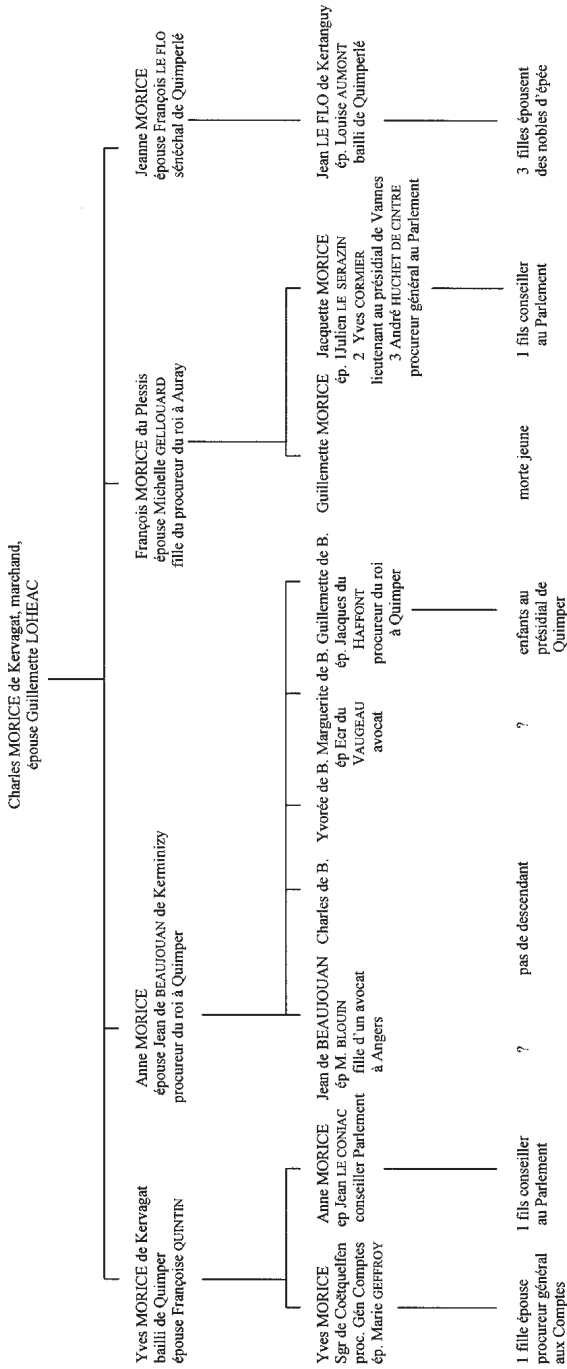 Charles MORICE de Kervagat, marchand,
épouse Guillemette LOHEAC
Yves MORICE de Kervagat
bailli de Quimper
épouse Françoise QUINTIN
Anne MORICE
épouse Jean de BEAUJOUAN de Kerminizy
procureur du roi à Quimper
François MORICE du Plessis
épouse Michelle GELLOUARD
fille du procureur du roi à Auray
Jeanne MORICE
épouse François LE FLO
sénéchal de Quimperlé
Yves MORICE
Sgr de Coëtquelfen
proc. Gén Comptes
ép. Marie GEFFROY
Anne MORICE
ep Jean LE CONIAC
conseiller Parlement
Jean de BEAUJOUAN
ép M. BLOUIN
fille d'un avocat
à Angers
Charles de B.
Yvorée de B.
Marguerite de B.
ép Ecr du
VAUGEAU
avocat
Guillemette de B.
ép. Jacques du
HAFFONT
procureur du roi
à Quimper
Guillemette MORICE
Jacquette MORICE
ép. 1Julien LE SERAZIN
2 Yves CORMIER
lieutenant au présidial de Vannes
3 André HUCHET DE CINTRE
procureur général au Parlement
Jean LE FLO de Kertanguy
ép. Louise AUMONT
bailli de Quimperlé
1 fille épouse
procureur général
aux Comptes
1 fils conseiller
au Parlement
?
pas de descendant
?
enfants au
présidial de
Quimper
morte jeune
1 fils conseiller
au Parlement
3 filles épousent
des nobles d'épée